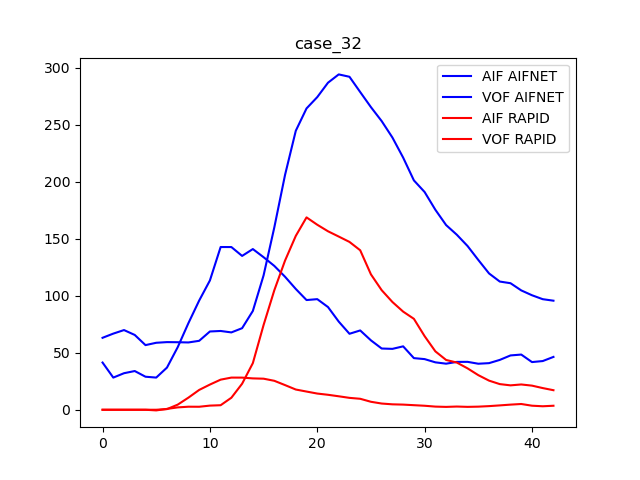 case_32
AIF AIFNET
VOF AIFNET
AIF RAPID
VOF RAPID
300
250
200
150
100
50
0
0 10 20 30 40